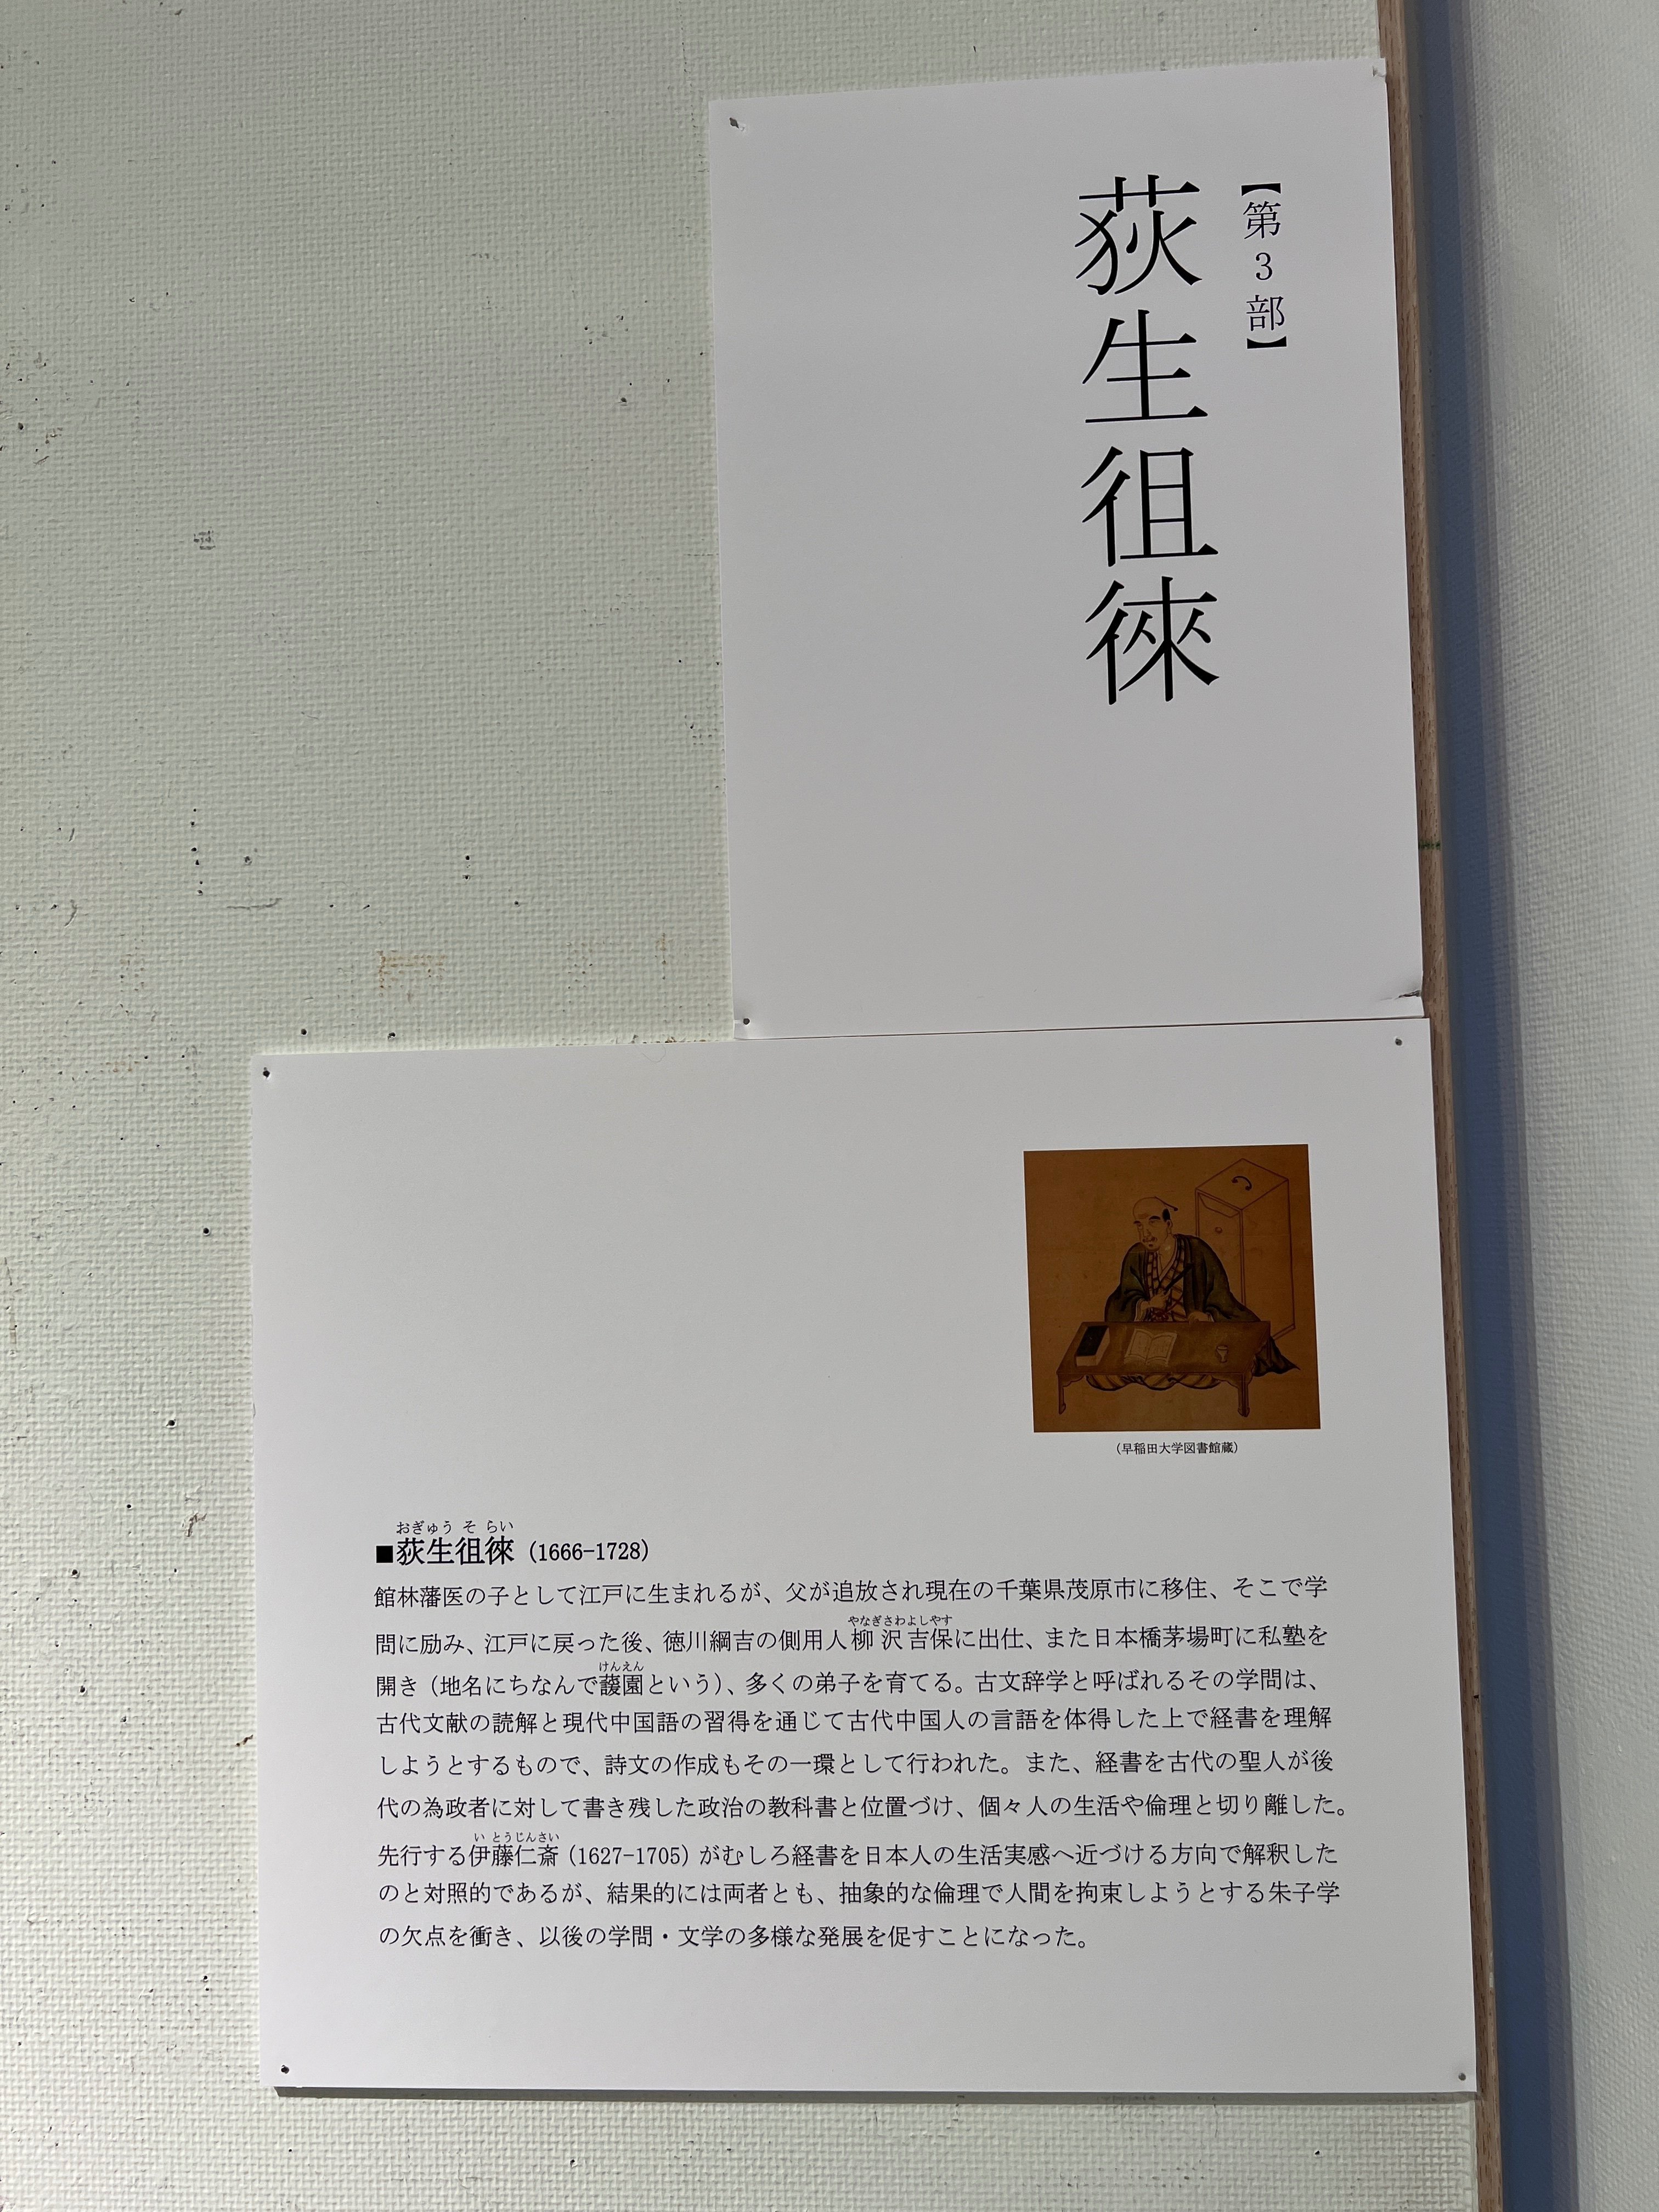 【第3部】
荻生徂徠
（早稲田大学図書館蔵）
おぎゅう そ らい
■荻生徂徠（1666-1728）
館林藩医の子として江戸に生まれるが、父が追放され現在の千葉県茂原市に移住、そこで学
やなぎさわよしやす
問に励み、江戸に戻った後、徳川綱吉の側用人柳沢吉保に出仕、また日本橋茅場町に私塾を
けんえん
開き（地名にちなんで蘐園という）、多くの弟子を育てる。古文辞学と呼ばれるその学問は、
古代文献の読解と現代中国語の習得を通じて古代中国人の言語を体得した上で経書を理解
しようとするもので、詩文の作成もその一環として行われた。また、経書を古代の聖人が後
代の為政者に対して書き残した政治の教科書と位置づけ、個々人の生活や倫理と切り離した。
い とうじんさい
先行する伊藤仁斎（1627-1705）がむしろ経書を日本人の生活実感へ近づける方向で解釈した
のと対照的であるが、結果的には両者とも、抽象的な倫理で人間を拘束しようとする朱子学
の欠点を衝き、以後の学問・文学の多様な発展を促すことになった。